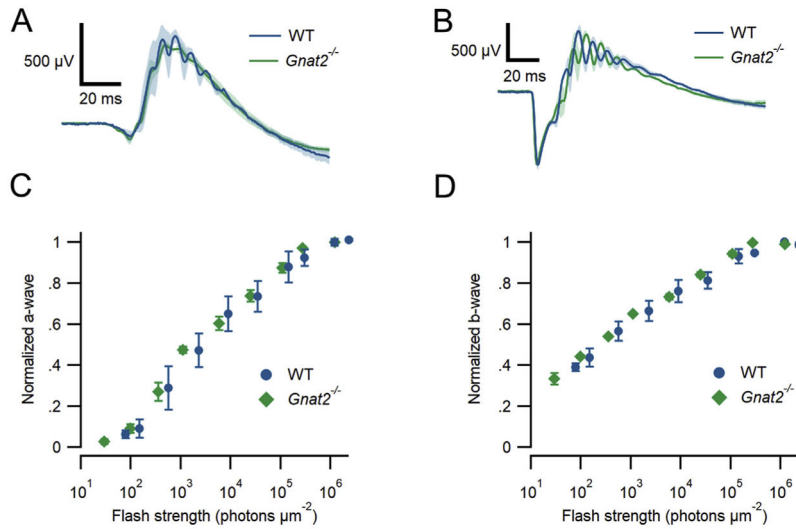 A
500 µV
20 ms
WT
Gnat2-/-
B
500 µV
20 ms
WT
Gnat2-/-
C
Normalized a-wave
1
.8
.6
.4
.2
0
WT
Gnat2-/-
10¹ 10² 10³ 10⁴ 10⁵ 10⁶
Flash strength (photons µm⁻²)
D
Normalized b-wave
1
.8
.6
.4
.2
0
WT
Gnat2-/-
10¹ 10² 10³ 10⁴ 10⁵ 10⁶
Flash strength (photons µm⁻²)